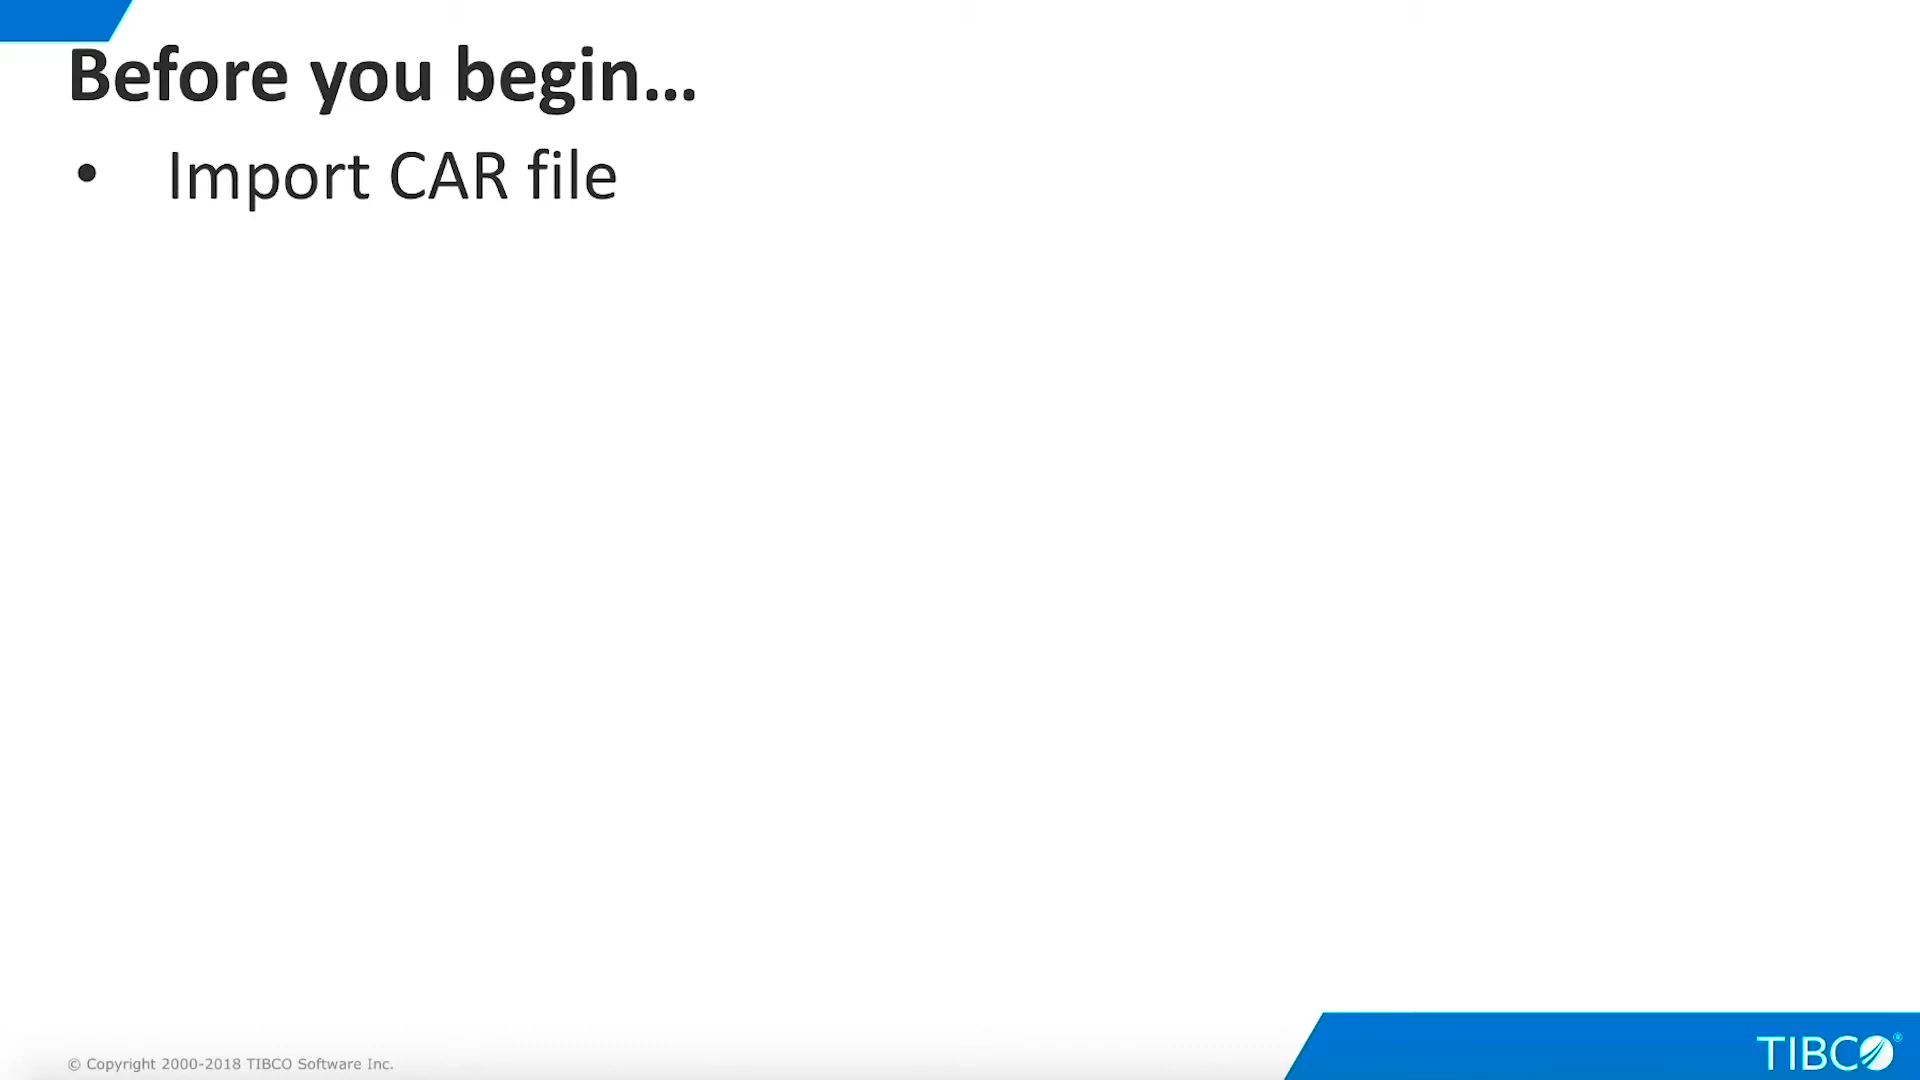 Before you begin...
• Import CAR file
© Copyright 2000-2018 TIBCO Software Inc.
TIBCO®